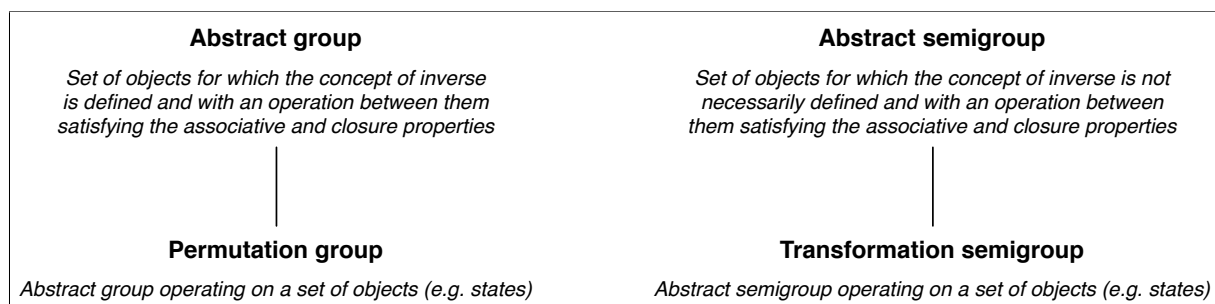 Abstract group
Set of objects for which the concept of inverse
is defined and with an operation between them
satisfying the associative and closure properties
Permutation group
Abstract group operating on a set of objects (e.g. states)
Abstract semigroup
Set of objects for which the concept of inverse is not
necessarily defined and with an operation between
them satisfying the associative and closure properties
Transformation semigroup
Abstract semigroup operating on a set of objects (e.g. states)